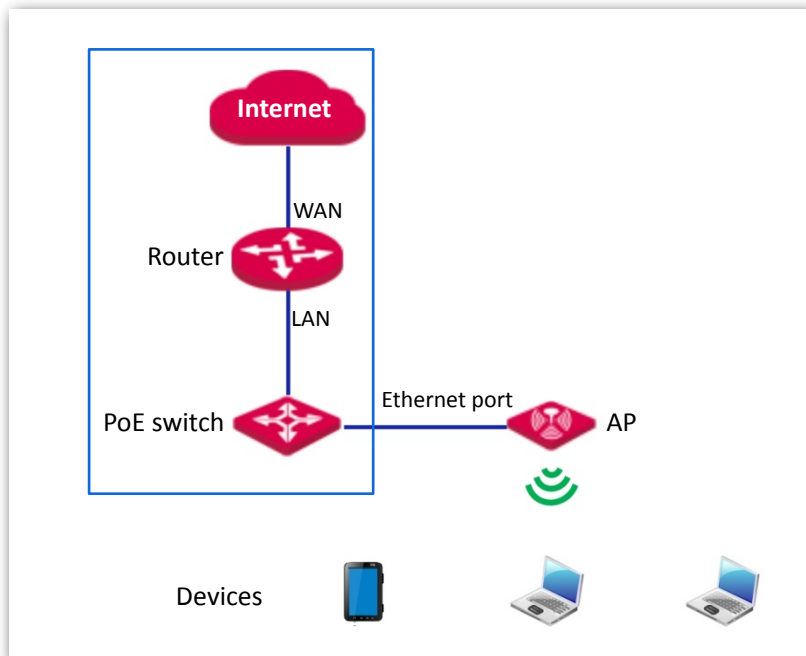 Internet
WAN
Router
LAN
Ethernet port
PoE switch
AP
Devices